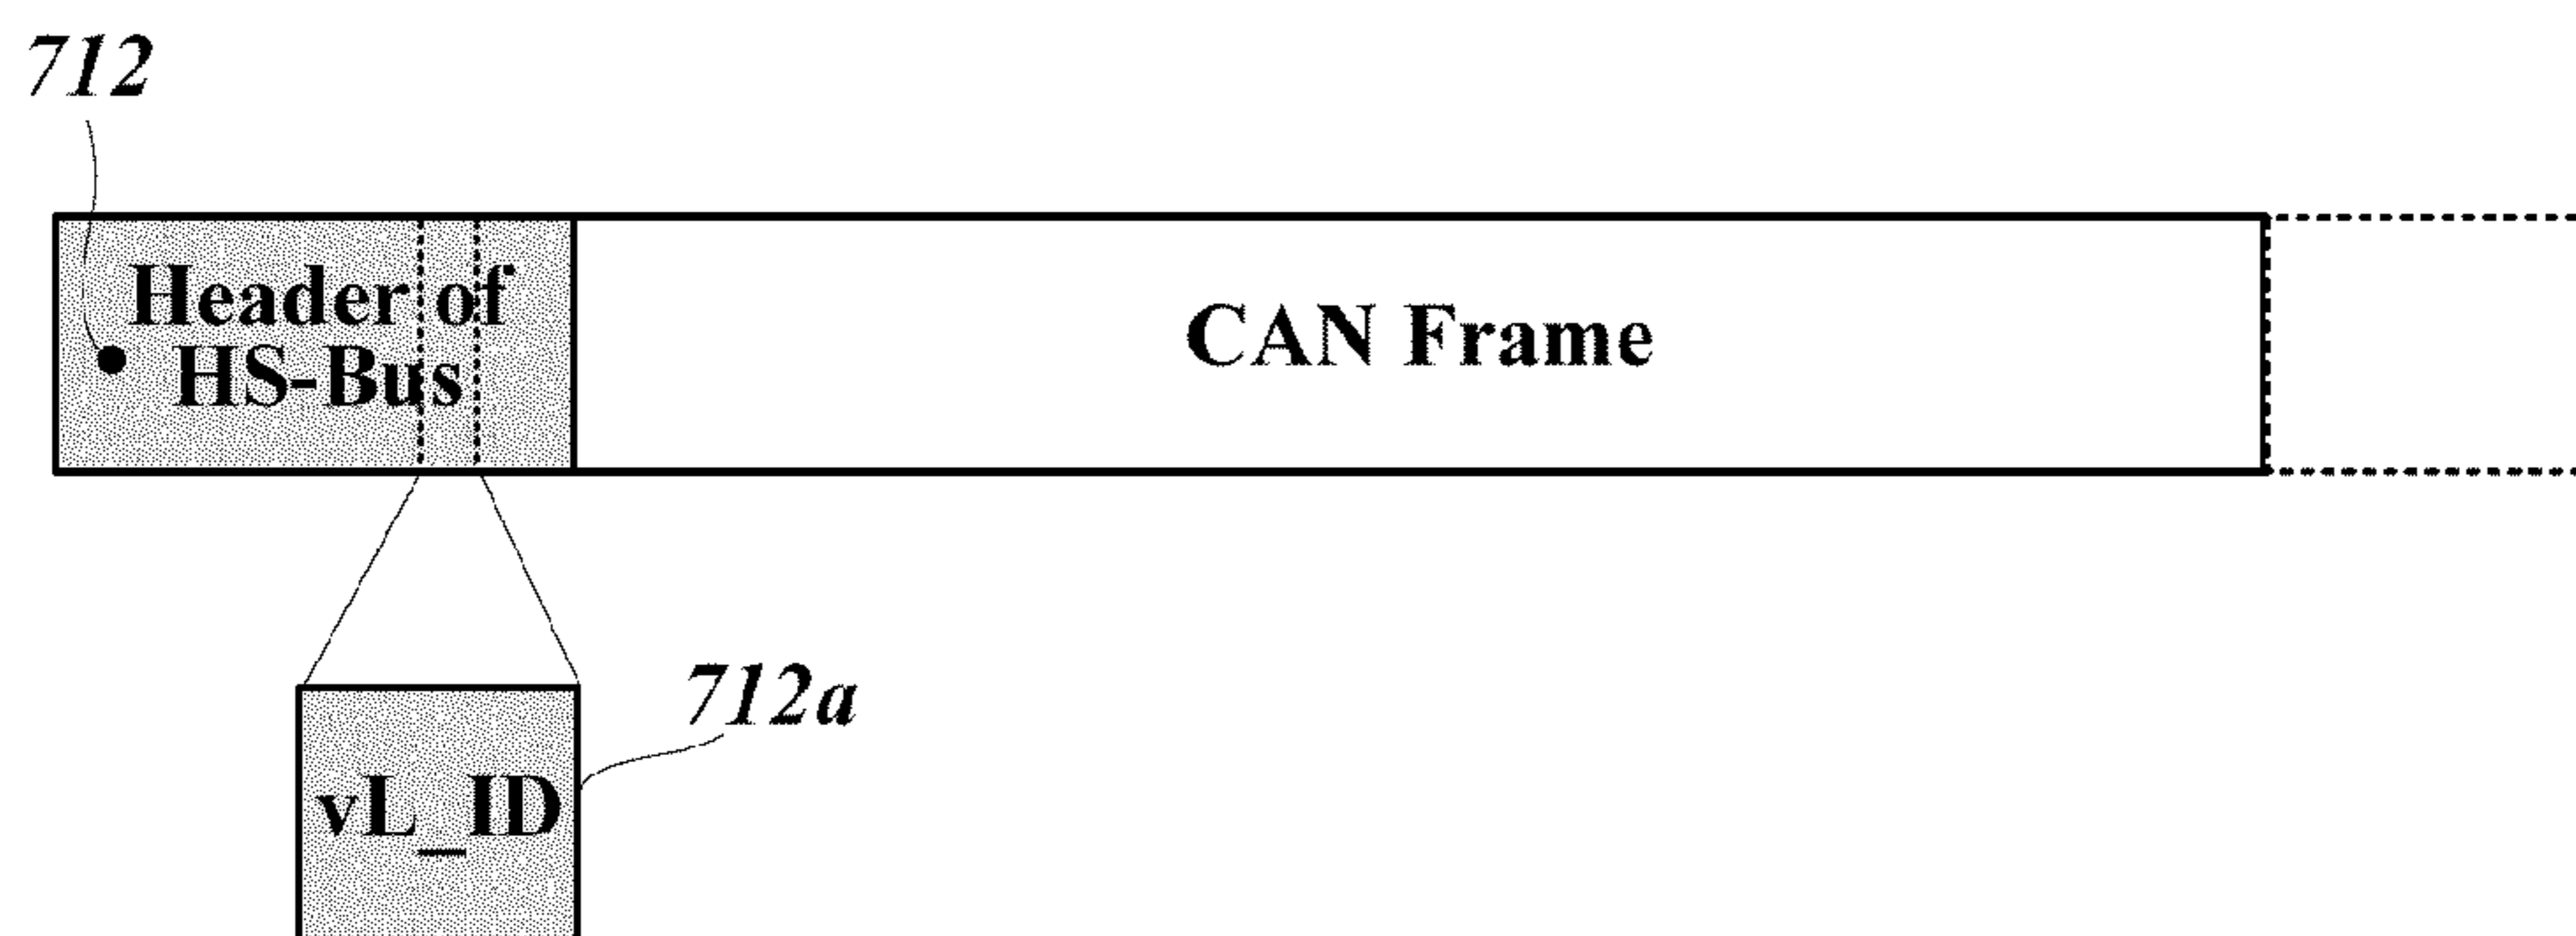 712
Header of
HS-Bus
CAN Frame
712a
vL_ID